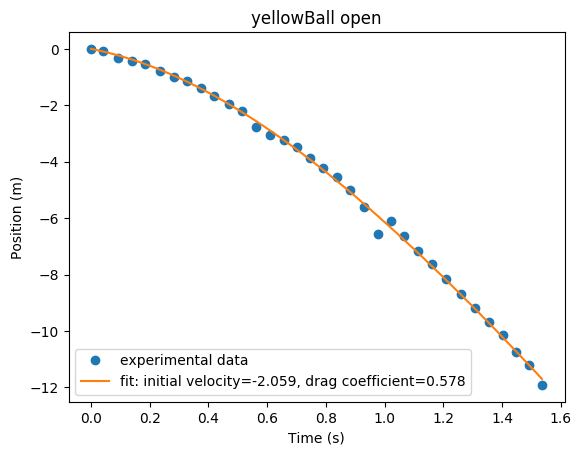 yellowBall open
0
−2
−4
−6
−8
−10
−12
Position (m)
experimental data
fit: initial velocity=-2.059, drag coefficient=0.578
0.0 0.2 0.4 0.6 0.8 1.0 1.2 1.4 1.6
Time (s)